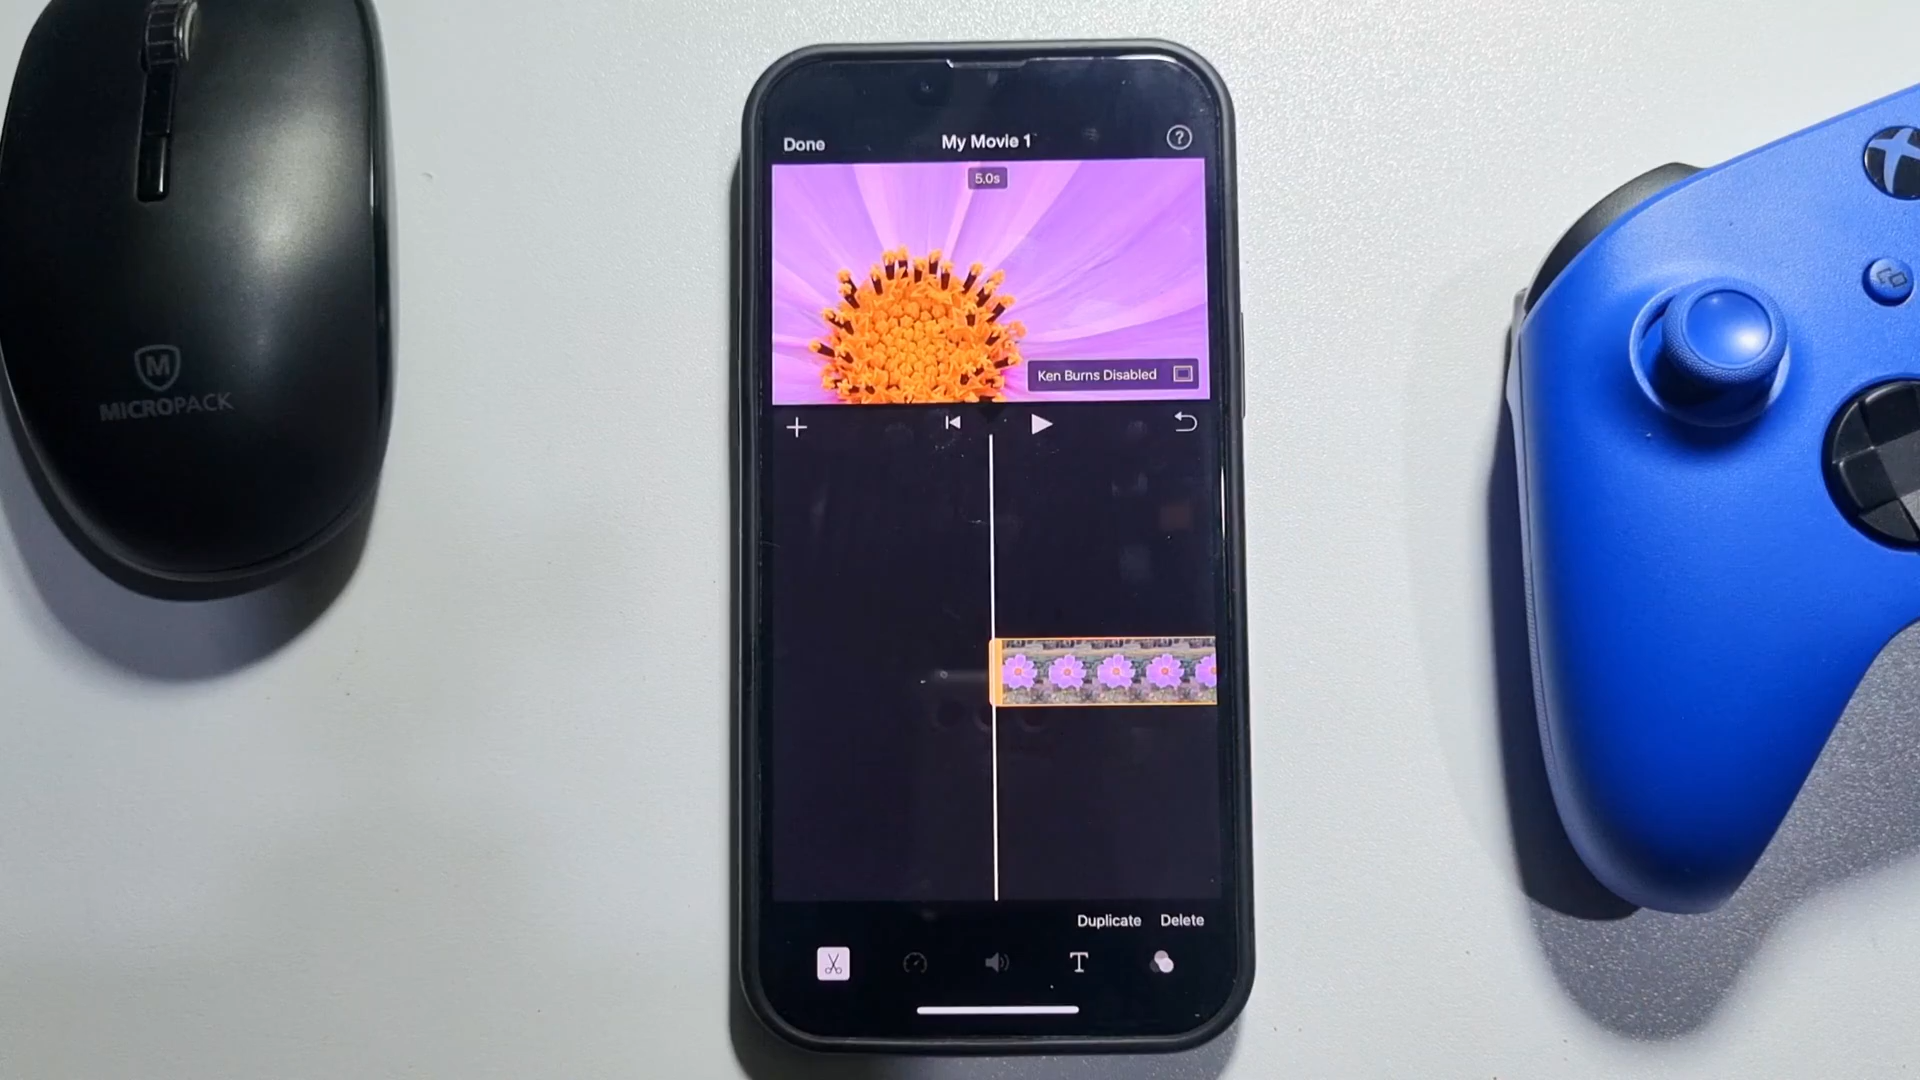 Done
My Movie 1
?
5.0s
Ken Burns Disabled
M
MICROPACK
Duplicate
Delete
T